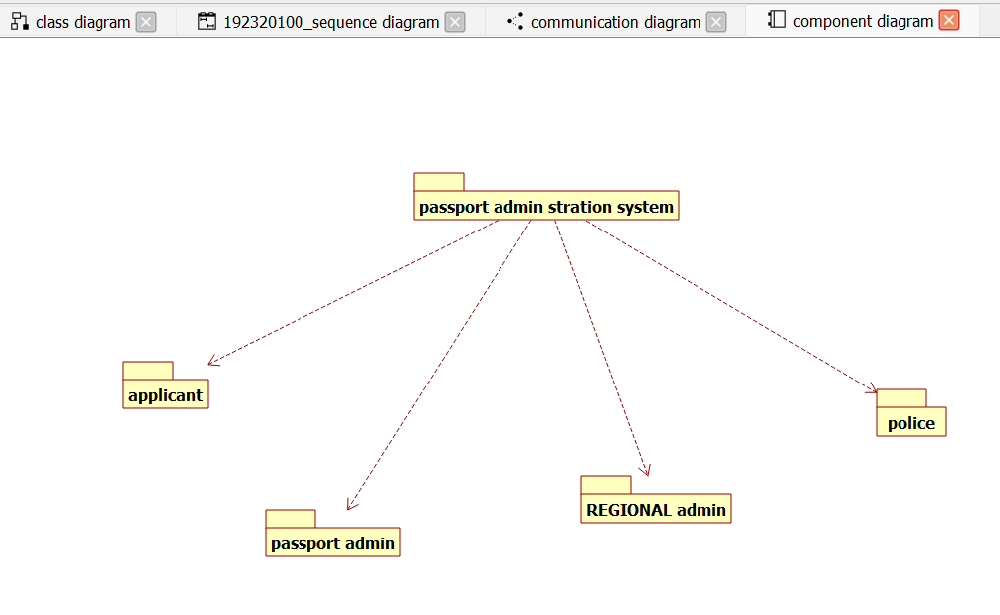 class diagram
192320100_sequence diagram
communication diagram
component diagram
passport admin stration system
applicant
police
REGIONAL admin
passport admin